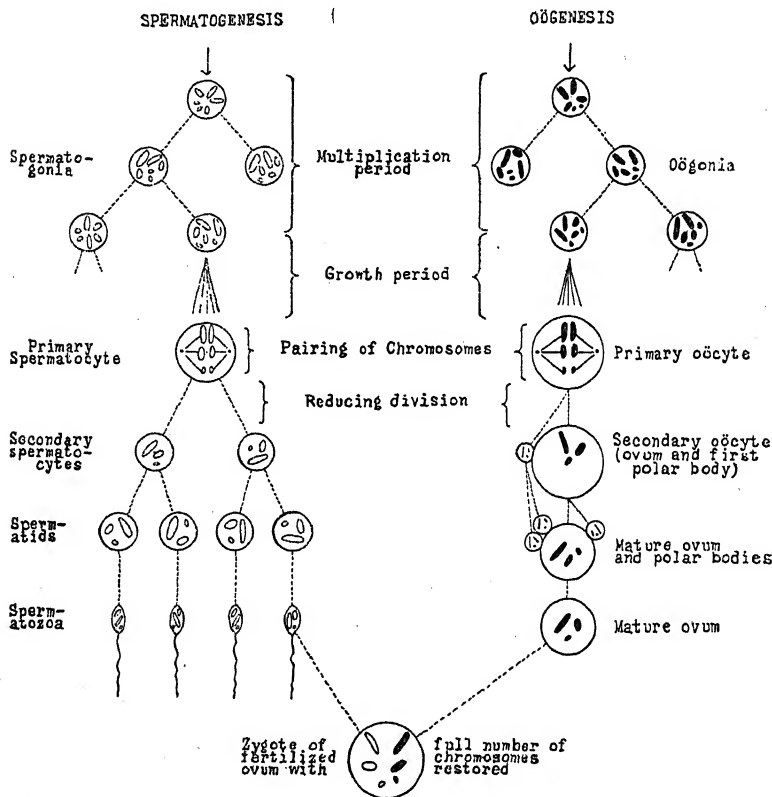 SPERMATOGENESIS
OÖGENESIS
Spermato-
gonia
Multiplication
period
Oögonia
Growth period
Primary
Spermatocyte
Pairing of Chromosomes
Primary oöcyte
Reducing division
Secondary
spermato-
cytes
Secondary oöcyte
(ovum and first
polar body)
Sperm-
atids
Mature ovum
and polar bodies
Sperm-
atozoa
Mature ovum
Zygote of
fertilized
ovum with
full number of
chromosomes
restored